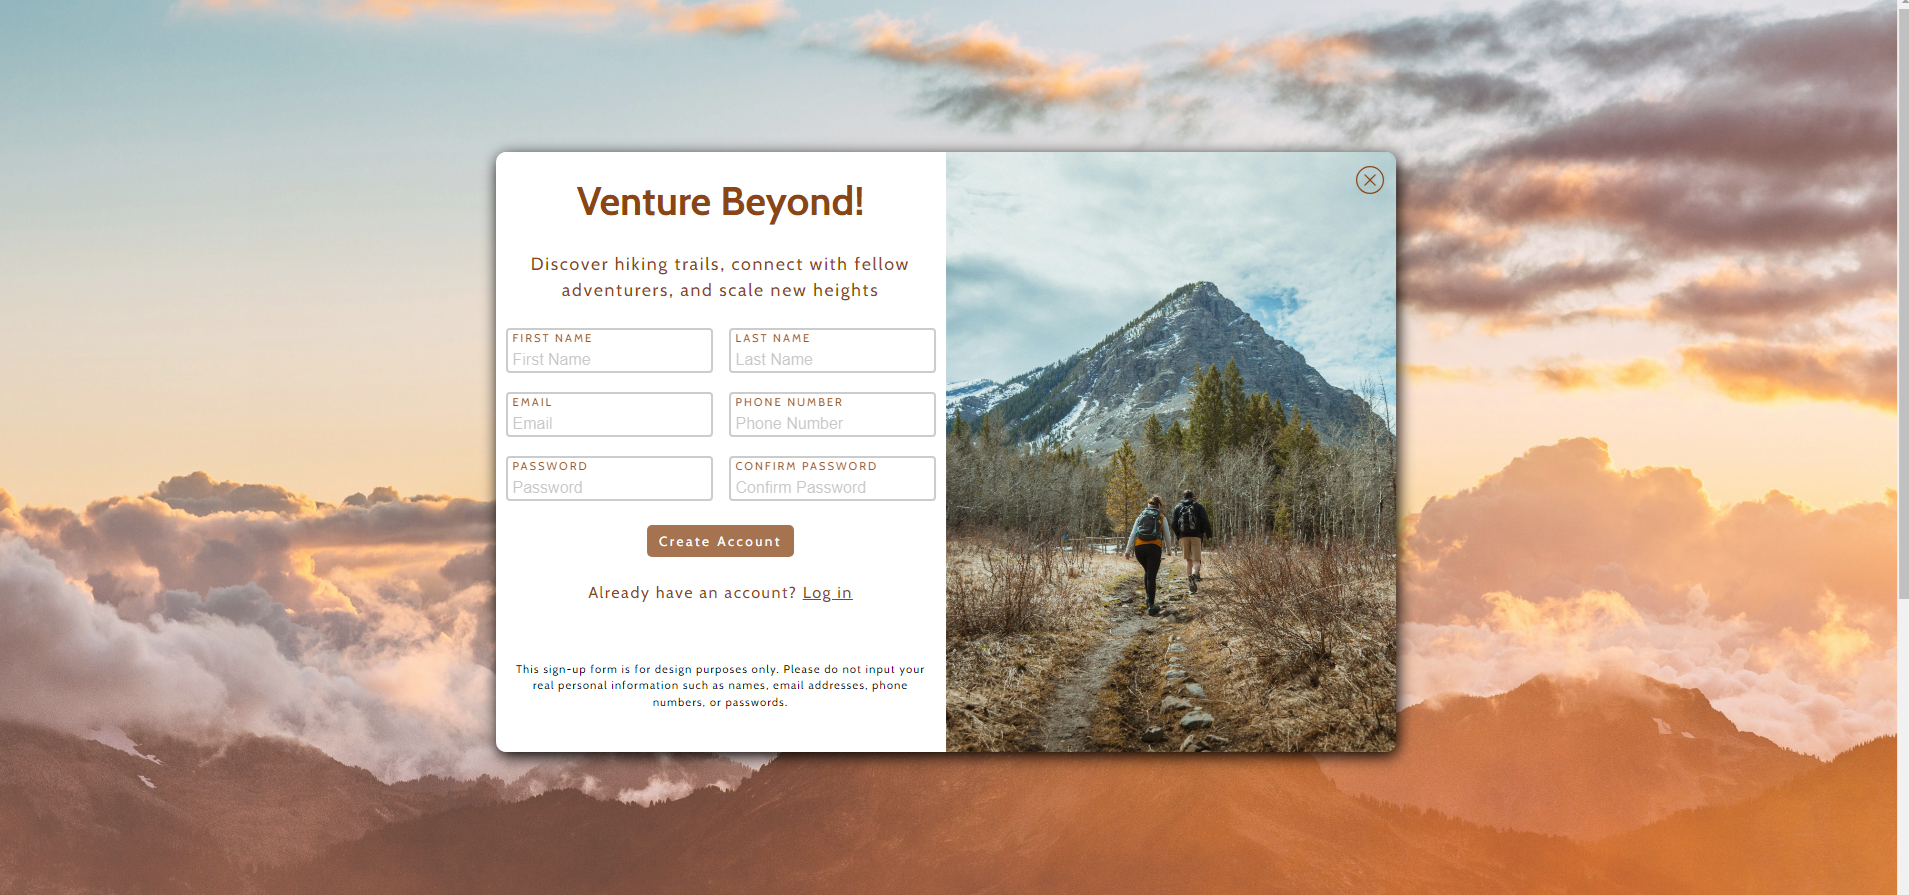 Venture Beyond!
Discover hiking trails, connect with fellow
adventurers, and scale new heights
FIRST NAME
First Name
LAST NAME
Last Name
EMAIL
Email
PHONE NUMBER
Phone Number
PASSWORD
Password
CONFIRM PASSWORD
Confirm Password
Create Account
Already have an account? Log in
This sign-up form is for design purposes only. Please do not input your
real personal information such as names, email addresses, phone
numbers, or passwords.